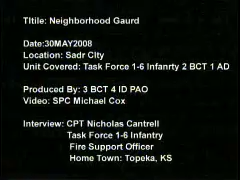 TItile: Neighborhood Gaurd
Date:30MAY2008
Location: Sadr City
Unit Covered: Task Force 1-6 Infanrty 2 BCT 1 AD
Produced By: 3 BCT 4 ID PAO
Video: SPC Michael Cox
Interview: CPT Nicholas Cantrell
Task Force 1-6 Infantry
Fire Support Officer
Home Town: Topeka, KS